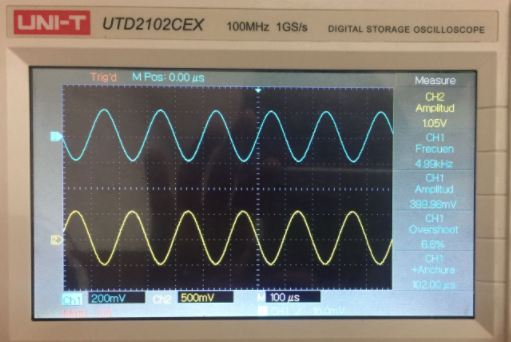 UNI-T UTD2102CEX 100MHz 1GS/s DIGITAL STORAGE OSCILLOSCOPE
Trig'd M Pos: 0.00 μs Measure
CH2
Amplitud
1.05V
CH1
Frecuen
4.99kHz
CH1
Amplitud
399.96mV
CH1
Overshoot
6.6%
CH1
+Anchura
102.00 μs
Ch1 200mV Ch2 500mV M 100 μs